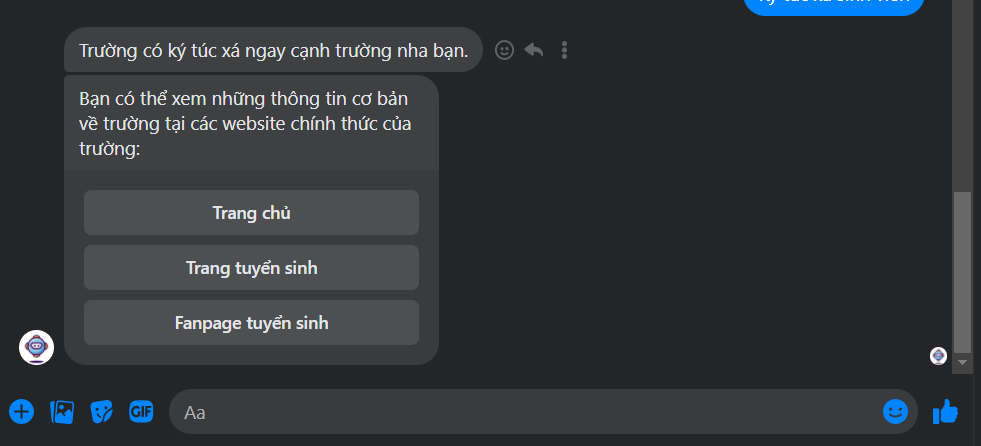 Trường có ký túc xá ngay cạnh trường nha bạn.
Bạn có thể xem những thông tin cơ bản
về trường tại các website chính thức của
trường:
Trang chủ
Trang tuyển sinh
Fanpage tuyển sinh
GIF
Aa